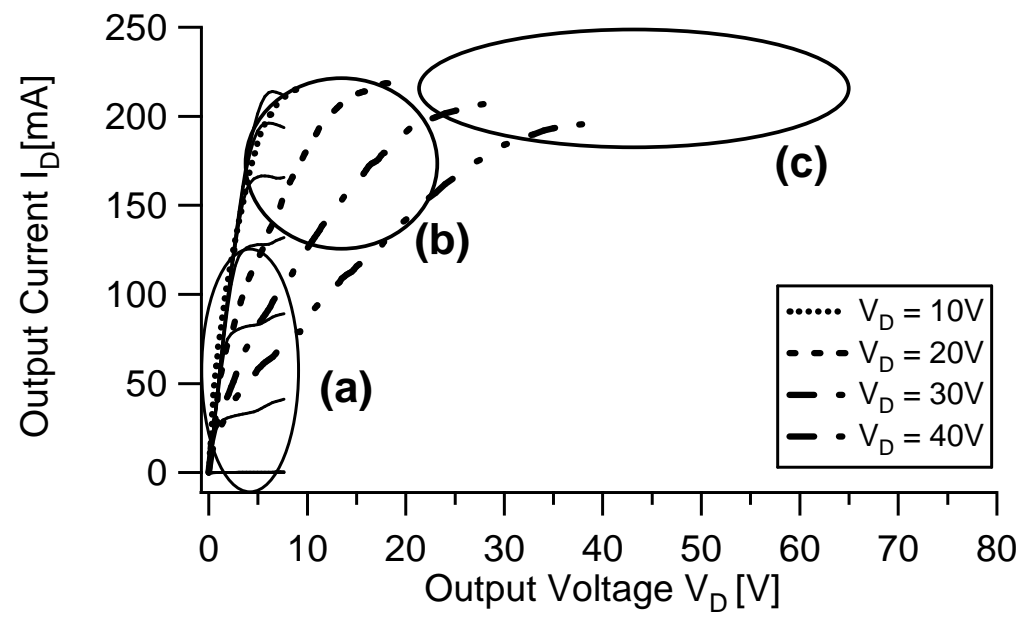 250
200
150
100
50
0
Output Current I_D[mA]
(a)
(b)
(c)
V_D = 10V
V_D = 20V
V_D = 30V
V_D = 40V
0 10 20 30 40 50 60 70 80
Output Voltage V_D [V]